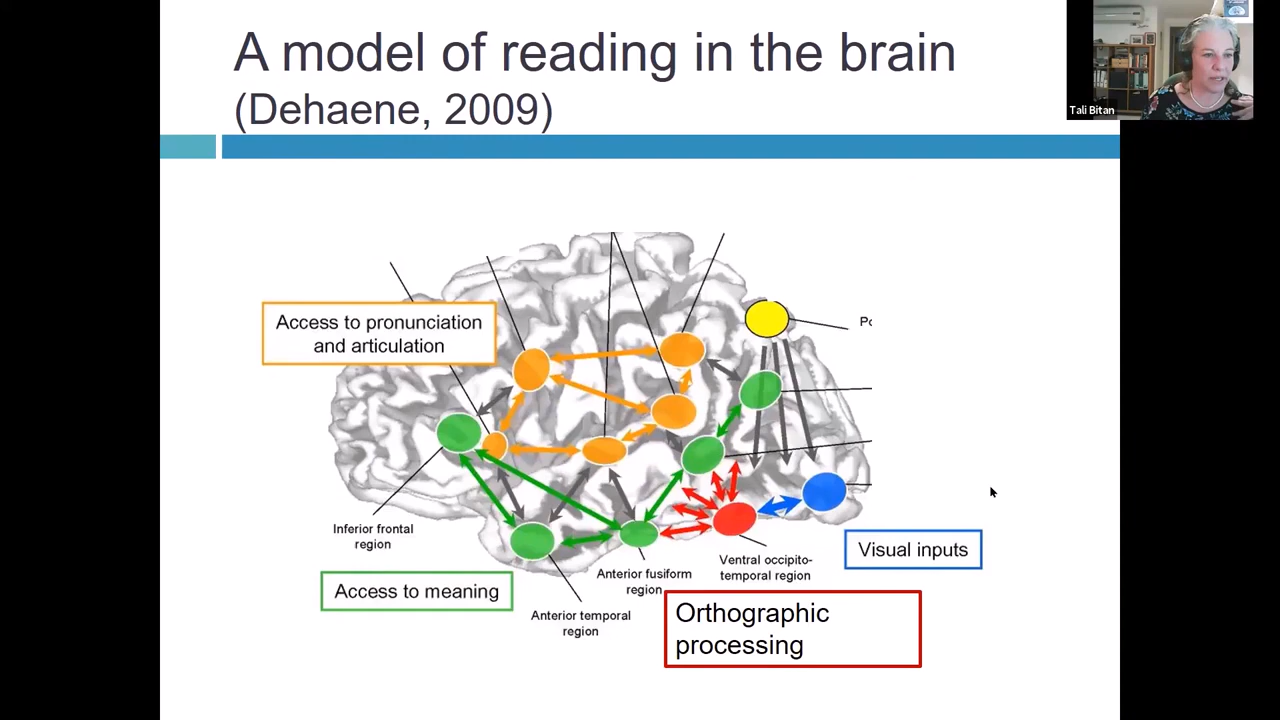 A model of reading in the brain
(Dehaene, 2009)
Tali Bitan
Access to pronunciation
and articulation
Inferior frontal
region
Access to meaning
Anterior temporal
region
Anterior fusiform
region
Ventral occipito-
temporal region
Visual inputs
Orthographic
processing